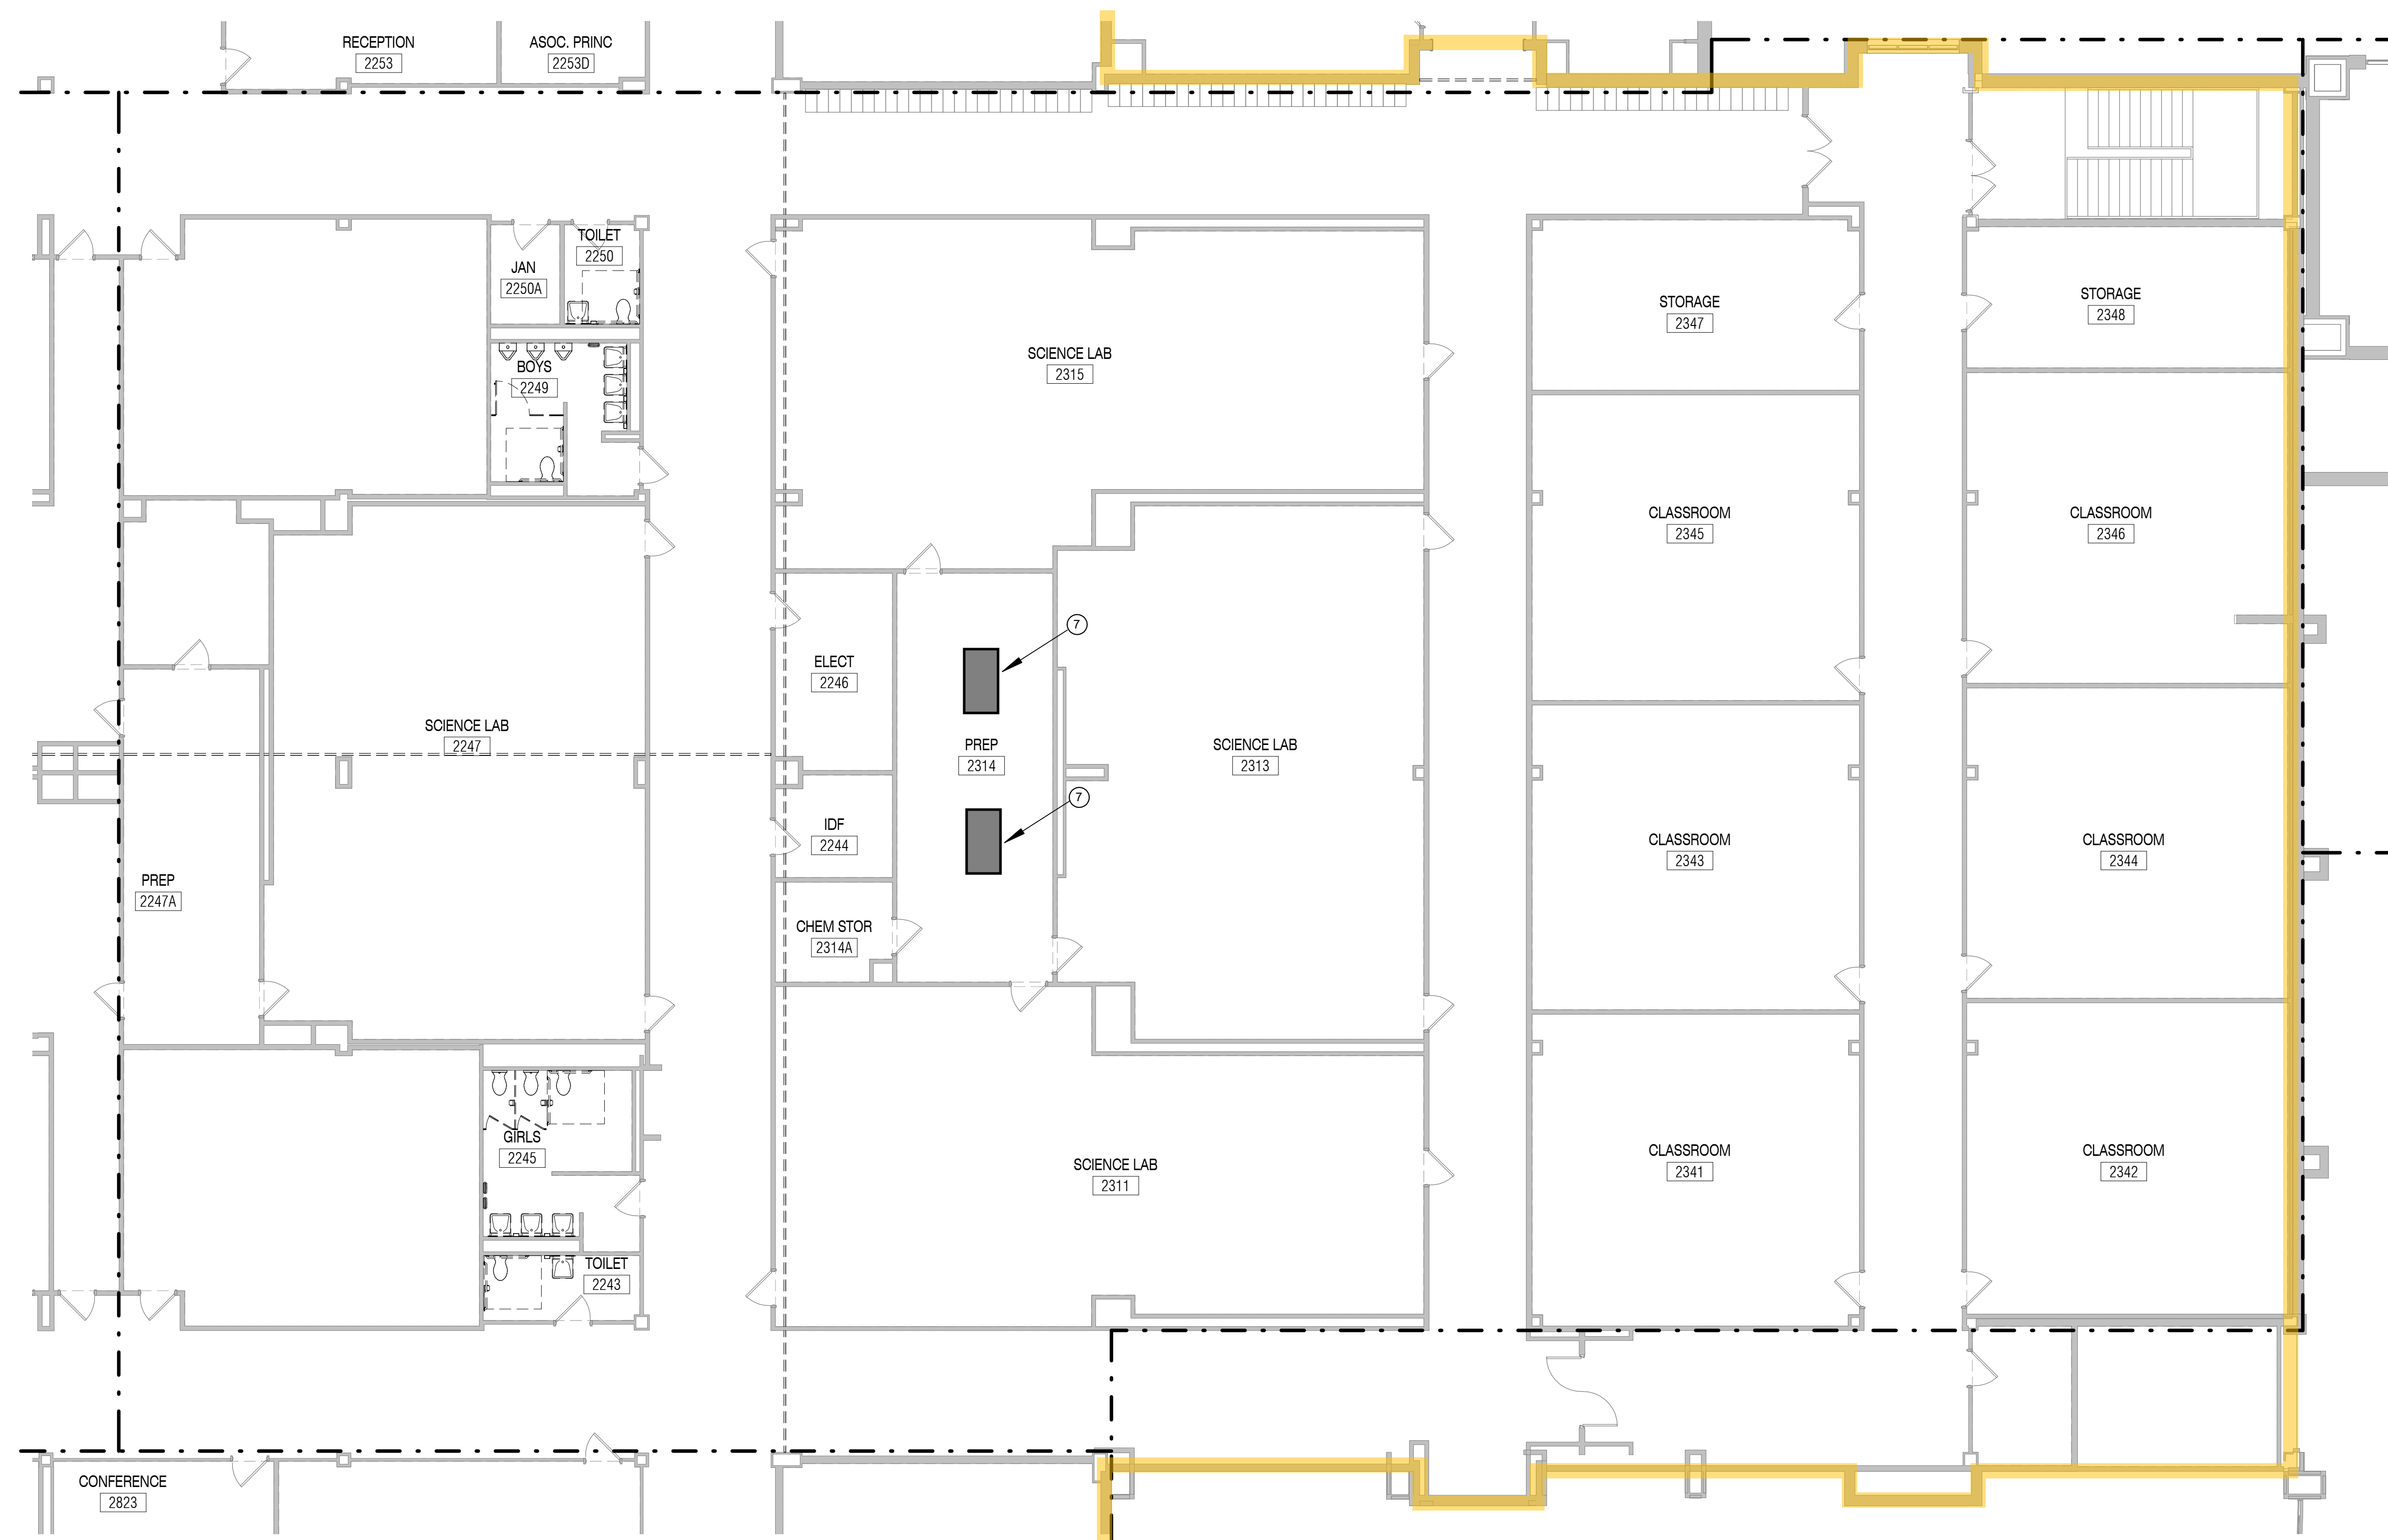 RECEPTION
2253
ASOC. PRINC
2253D
TOILET
2250
JAN
2250A
BOYS
2249
STORAGE
2347
STORAGE
2348
SCIENCE LAB
2315
CLASSROOM
2345
CLASSROOM
2346
7
ELECT
2246
SCIENCE LAB
2247
PREP
2314
SCIENCE LAB
2313
7
IDF
2244
CLASSROOM
2343
CLASSROOM
2344
PREP
2247A
CHEM STOR
2314A
GIRLS
2245
SCIENCE LAB
2311
CLASSROOM
2341
CLASSROOM
2342
TOILET
2243
CONFERENCE
2823